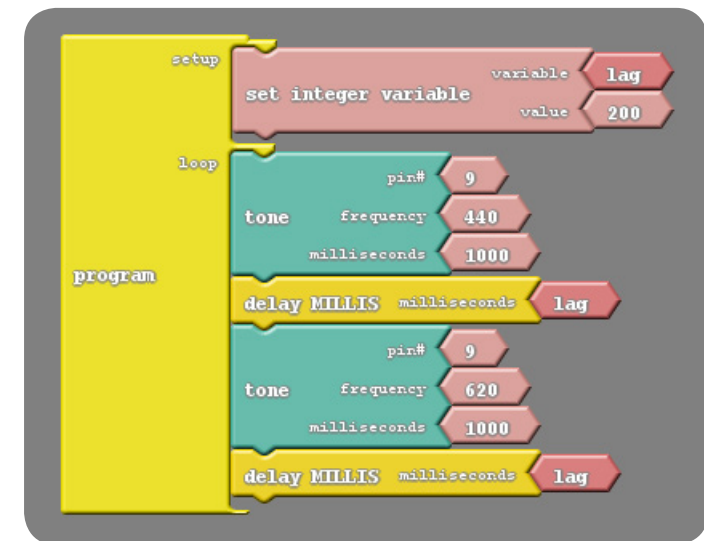 setup
set integer variable
variable lag
value 200
loop
pin# 9
tone frequency 440
milliseconds 1000
program
delay MILLIS milliseconds lag
pin# 9
tone frequency 620
milliseconds 1000
delay MILLIS milliseconds lag